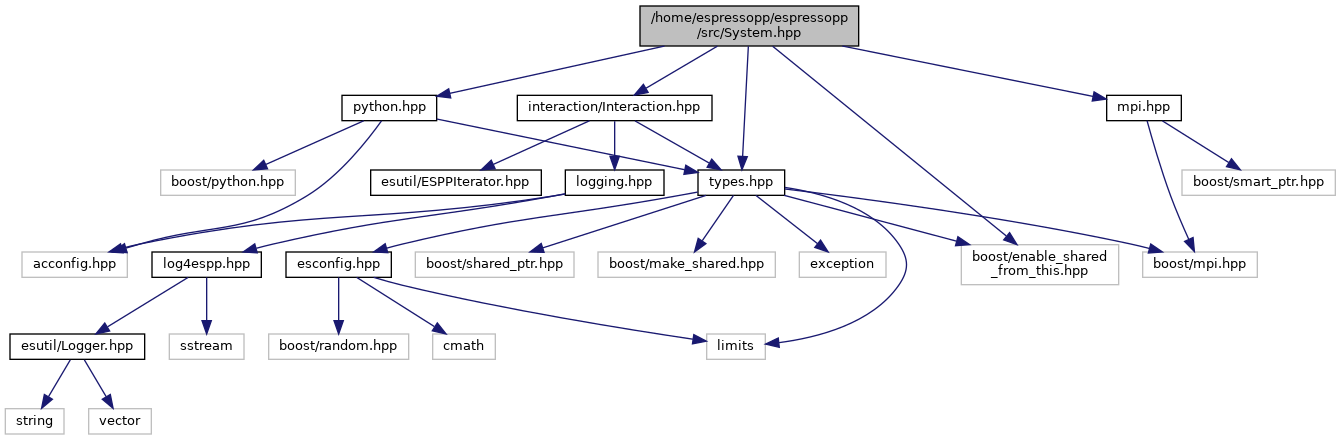 /home/espressopp/espressopp
/src/System.hpp
python.hpp
interaction/Interaction.hpp
mpi.hpp
boost/python.hpp
esutil/ESPPIterator.hpp
logging.hpp
types.hpp
boost/smart_ptr.hpp
acconfig.hpp
log4espp.hpp
esconfig.hpp
boost/shared_ptr.hpp
boost/make_shared.hpp
exception
boost/enable_shared
_from_this.hpp
boost/mpi.hpp
esutil/Logger.hpp
sstream
boost/random.hpp
cmath
limits
string
vector